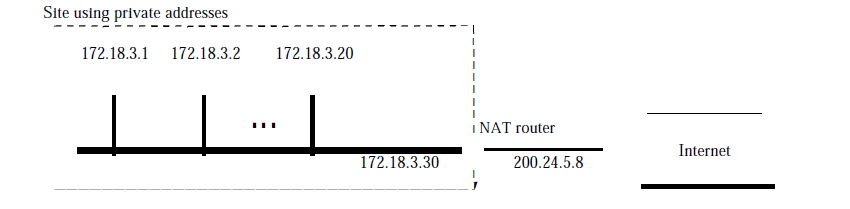 Site using private addresses
172.18.3.1 172.18.3.2 172.18.3.20
...
NAT router
172.18.3.30 200.24.5.8 Internet